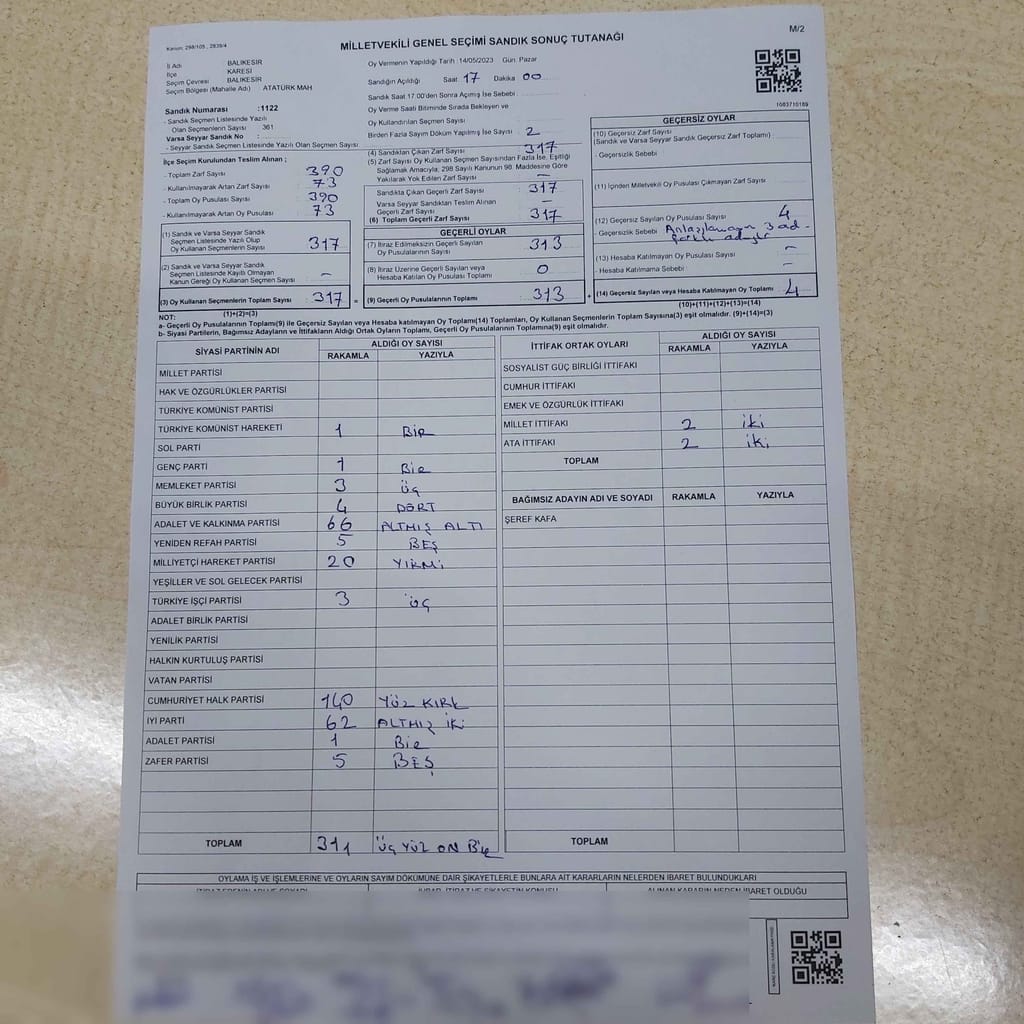 M/2
Kanun: 298/105 , 2839/4
MİLLETVEKİLİ GENEL SEÇİMİ SANDIK SONUÇ TUTANAĞI
İl Adı BALIKESİR
İlçe KARESİ
Seçim Çevresi BALIKESİR
Seçim Bölgesi (Mahalle Adı) ATATÜRK MAH
Sandık Numarası :1122
- Sandık Seçmen Listesinde Yazılı
Olan Seçmenlerin Sayısı 361
Varsa Seyyar Sandık No :
- Seyyar Sandık Seçmen Listesinde Yazılı Olan Seçmen Sayısı
Oy Vermenin Yapıldığı Tarih :14/05/2023 Gün: Pazar
Sandığın Açıldığı Saat: 17 Dakika 00
Sandık Saat 17:00'den Sonra Açılmış İse Sebebi:
Oy Verme Saati Bitiminde Sırada Bekleyen ve
Oy Kullandırılan Seçmen Sayısı
Birden Fazla Sayım Döküm Yapılmış İse Sayısı 2
1083710189
İlçe Seçim Kurulundan Teslim Alınan ;
- Toplam Zarf Sayısı 390
- Kullanılmayarak Artan Zarf Sayısı 73
- Toplam Oy Pusulası Sayısı 390
- Kullanılmayarak Artan Oy Pusulası 73
(1) Sandık ve Varsa Seyyar Sandık
Seçmen Listesinde Yazılı Olup
Oy Kullanan Seçmenlerin Sayısı 317
(2) Sandık ve Varsa Seyyar Sandık
Seçmen Listesinde Kayıtlı Olmayan
Kanun Gereği Oy Kullanan Seçmen Sayısı -
(3) Oy Kullanan Seçmenlerin Toplam Sayısı 317 =
(1)+(2)=(3)
(4) Sandıktan Çıkan Zarf Sayısı 317
(5) Zarf Sayısı Oy Kullanan Seçmen Sayısından Fazla İse, Eşitliği
Sağlamak Amacıyla; 298 Sayılı Kanunun 98. Maddesine Göre
Yakılarak Yok Edilen Zarf Sayısı -
Sandıkta Çıkan Geçerli Zarf Sayısı 317
Varsa Seyyar Sandıktan Teslim Alınan
Geçerli Zarf Sayısı -
(6) Toplam Geçerli Zarf Sayısı 317
GEÇERLİ OYLAR
(7) İtiraz Edilmeksizin Geçerli Sayılan
Oy Pusulalarının Sayısı 313
(8) İtiraz Üzerine Geçerli Sayılan veya
Hesaba Katılan Oy Pusulası Toplamı 0
(9) Geçerli Oy Pusulalarının Toplamı 313 +
GEÇERSİZ OYLAR
(10) Geçersiz Zarf Sayısı
(Sandık ve Varsa Seyyar Sandık Geçersiz Zarf Toplamı)
- Geçersizlik Sebebi
(11) İçinden Milletvekili Oy Pusulası Çıkmayan Zarf Sayısı
(12) Geçersiz Sayılan Oy Pusulası Sayısı 4
- Geçersizlik Sebebi
(13) Hesaba Katılmayan Oy Pusulası Sayısı -
- Hesaba Katılmama Sebebi -
(14) Geçersiz Sayılan veya Hesaba Katılmayan Oy Toplamı 4
(10)+(11)+(12)+(13)=(14)
NOT:
a- Geçerli Oy Pusulalarının Toplamı(9) ile Geçersiz Sayılan veya Hesaba katılmayan Oy Toplamı(14) Toplamları, Oy Kullanan Seçmenlerin Toplam Sayısına(3) eşit olmalıdır. (9)+(14)=(3)
b- Siyasi Partilerin, Bağımsız Adayların ve İttifakların Aldığı Ortak Oyların Toplamı, Geçerli Oy Pusulalarının Toplamına(9) eşit olmalıdır.
SİYASİ PARTİNİN ADI ALDIĞI OY SAYISI
RAKAMLA YAZIYLA
MİLLET PARTİSİ
HAK VE ÖZGÜRLÜKLER PARTİSİ
TÜRKİYE KOMÜNİST PARTİSİ
TÜRKİYE KOMÜNİST HAREKETİ 1 BİR
SOL PARTİ
GENÇ PARTİ 1 BİR
MEMLEKET PARTİSİ 3 ÜÇ
BÜYÜK BİRLİK PARTİSİ 4 DÖRT
ADALET VE KALKINMA PARTİSİ 66 ALTMIŞ ALTI
YENİDEN REFAH PARTİSİ 5 BEŞ
MİLLİYETÇİ HAREKET PARTİSİ 20 YİRMİ
YEŞİLLER VE SOL GELECEK PARTİSİ
TÜRKİYE İŞÇİ PARTİSİ 3 ÜÇ
ADALET BİRLİK PARTİSİ
YENİLİK PARTİSİ
HALKIN KURTULUŞ PARTİSİ
VATAN PARTİSİ
CUMHURİYET HALK PARTİSİ 140 YÜZ KIRK
İYİ PARTİ 62 ALTMIŞ İKİ
ADALET PARTİSİ 1 BİR
ZAFER PARTİSİ 5 BEŞ
TOPLAM 311 ÜÇ YÜZ ON BİR
İTTİFAK ORTAK OYLARI ALDIĞI OY SAYISI
RAKAMLA YAZIYLA
SOSYALİST GÜÇ BİRLİĞİ İTTİFAKI
CUMHUR İTTİFAKI
EMEK VE ÖZGÜRLÜK İTTİFAKI
MİLLET İTTİFAKI 2 İKİ
ATA İTTİFAKI 2 İKİ
TOPLAM
BAĞIMSIZ ADAYIN ADI VE SOYADI RAKAMLA YAZIYLA
ŞEREF KAFA
TOPLAM
OYLAMA İŞ VE İŞLEMLERİNE VE OYLARIN SAYIM DÖKÜMÜNE DAİR ŞİKAYETLERLE BUNLARA AİT KARARLARIN NELERDEN İBARET BULUNDUKLARI
ALINAN KARARIN NEDEN İBARET OLDUĞU